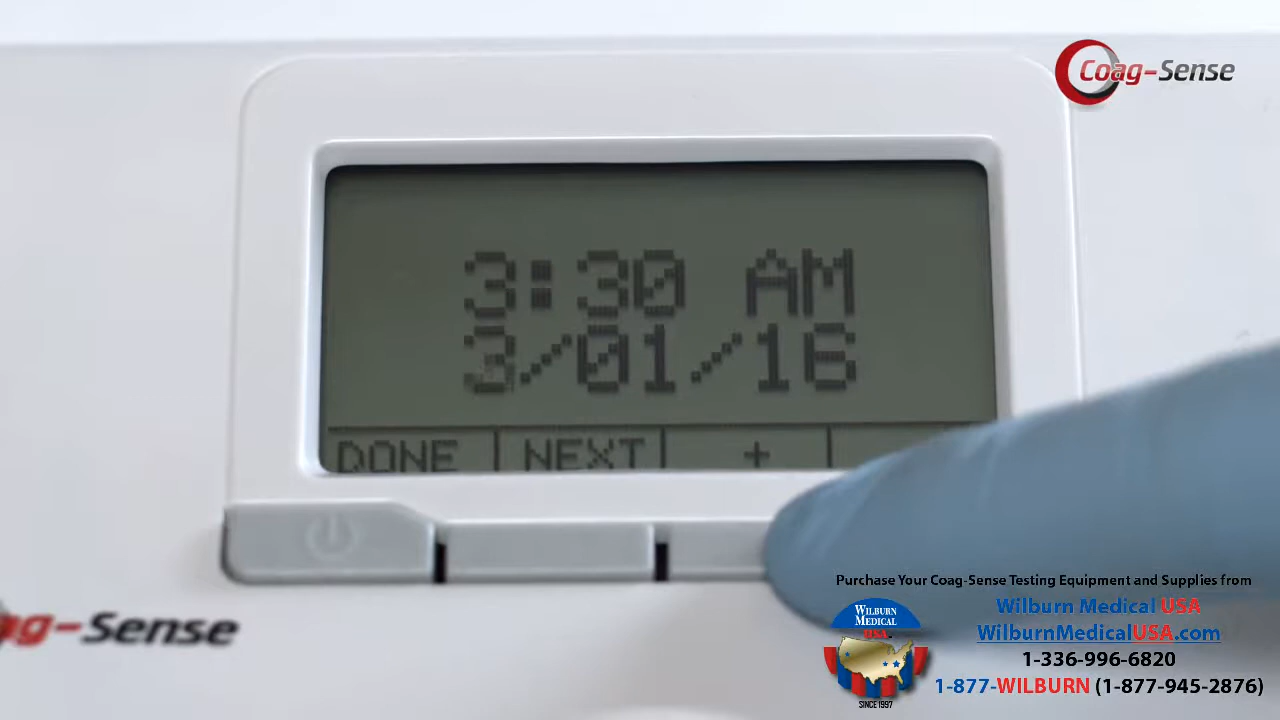 Coag-Sense
3:30 AM
3/01/16
DONE NEXT +
ag-Sense
Purchase Your Coag-Sense Testing Equipment and Supplies from
Wilburn Medical USA
WilburnMedicalUSA.com
1-336-996-6820
1-877-WILBURN (1-877-945-2876)
WILBURN
MEDICAL
USA
SINCE 1997